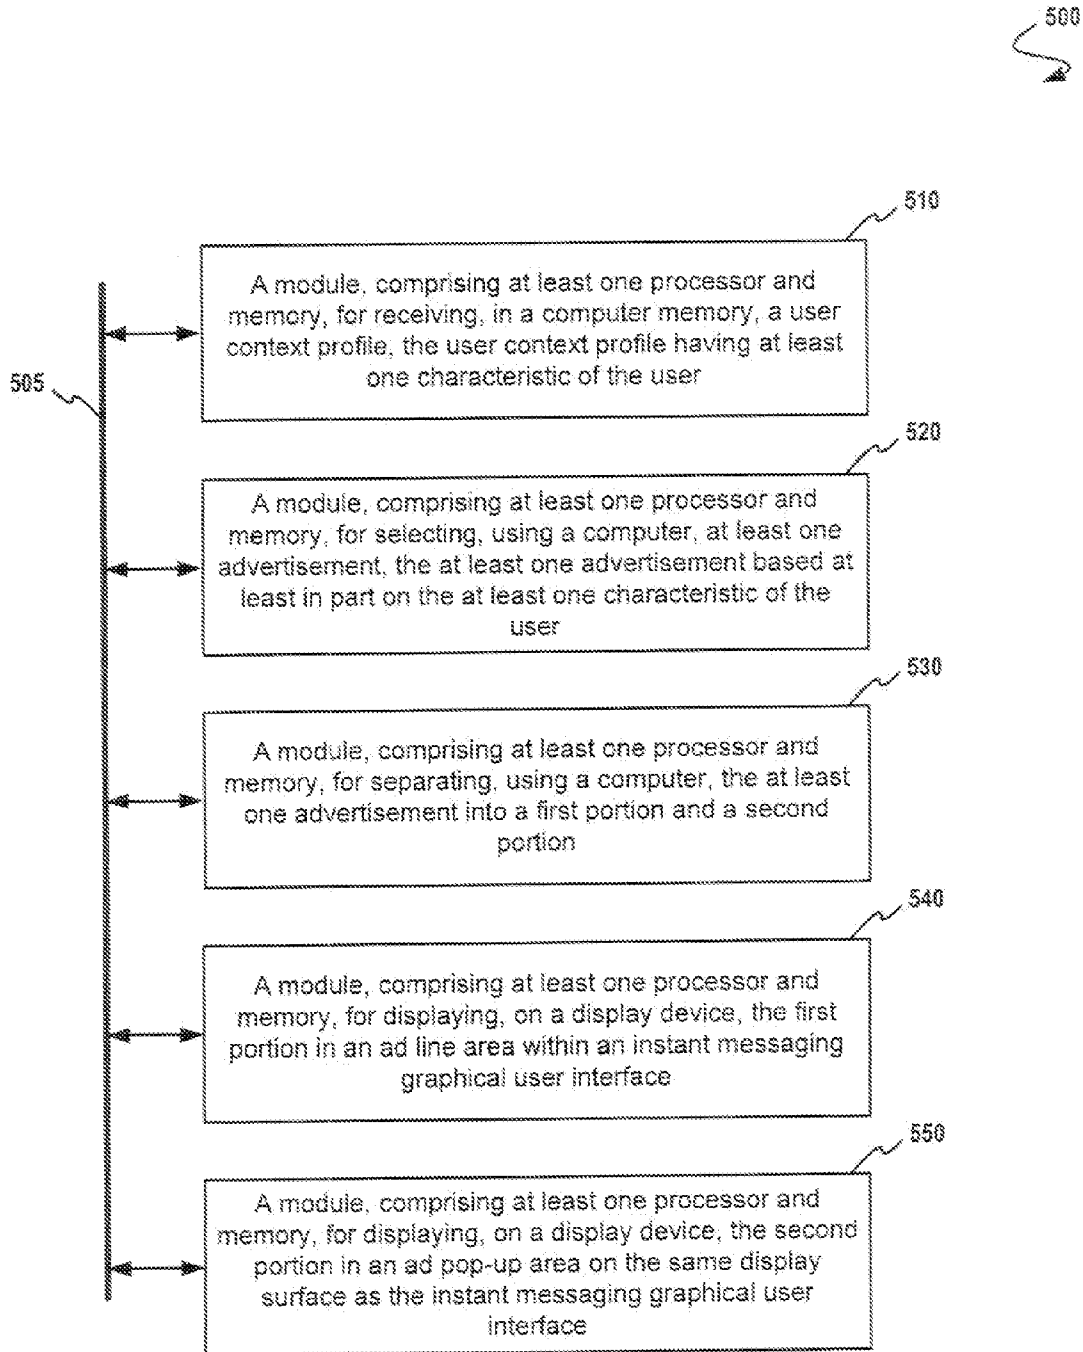 500
510
A module, comprising at least one processor and
memory, for receiving, in a computer memory, a user
context profile, the user context profile having at least
one characteristic of the user
505
520
A module, comprising at least one processor and
memory, for selecting, using a computer, at least one
advertisement, the at least one advertisement based at
least in part on the at least one characteristic of the
user
530
A module, comprising at least one processor and
memory, for separating, using a computer, the at least
one advertisement into a first portion and a second
portion
540
A module, comprising at least one processor and
memory, for displaying, on a display device, the first
portion in an ad line area within an instant messaging
graphical user interface
550
A module, comprising at least one processor and
memory, for displaying, on a display device, the second
portion in an ad pop-up area on the same display
surface as the instant messaging graphical user
interface